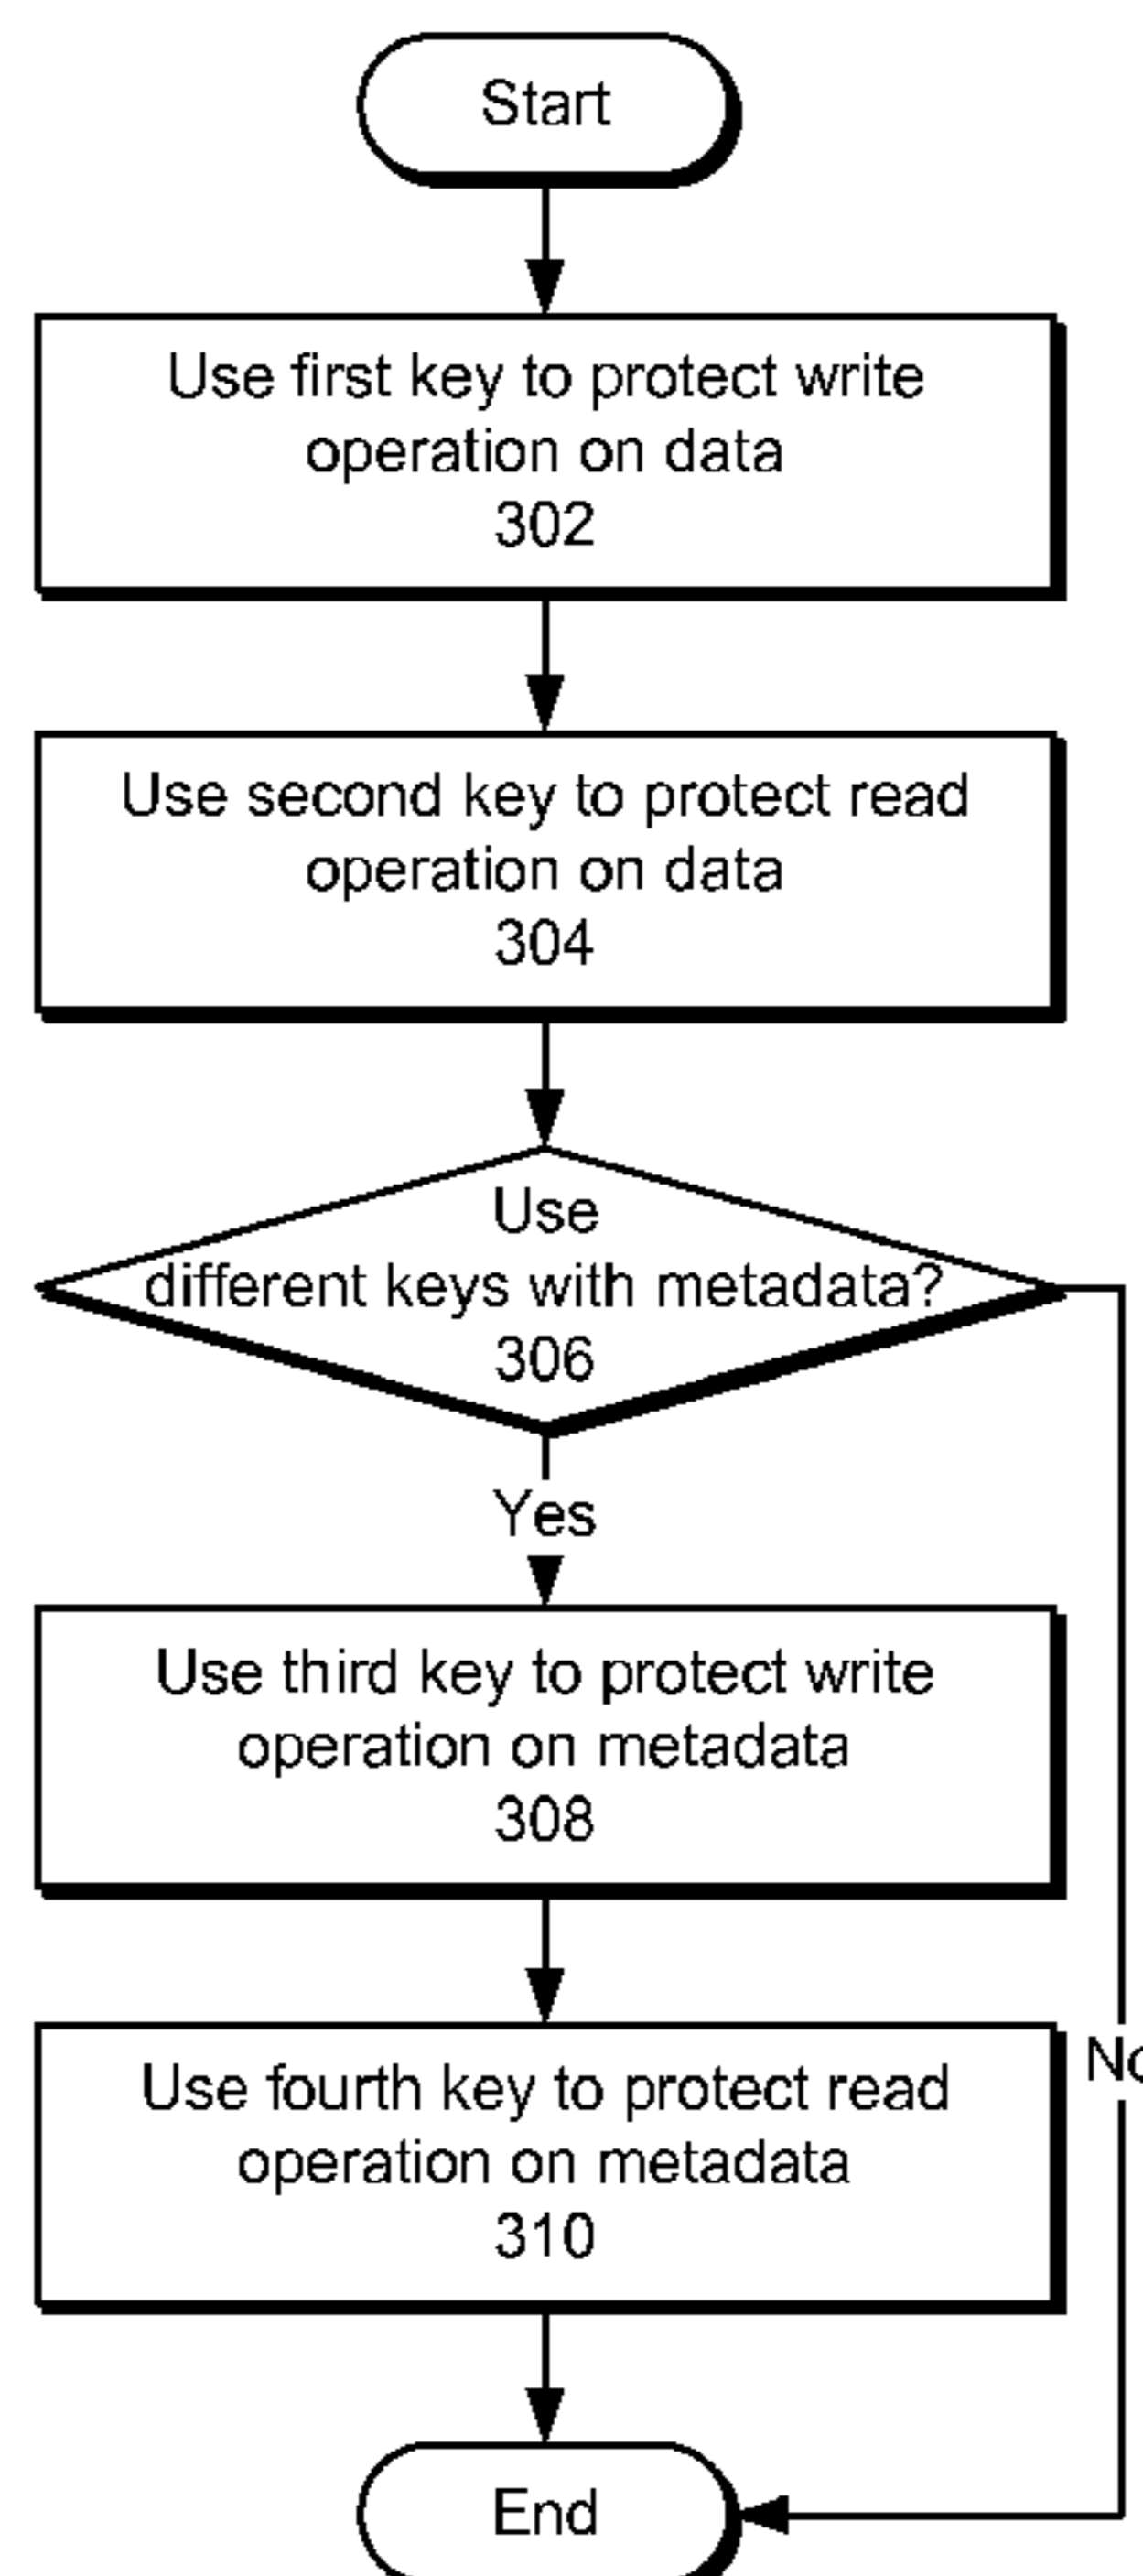 Start
Use first key to protect write
operation on data
302
Use second key to protect read
operation on data
304
Use
different keys with metadata?
306
Yes
Use third key to protect write
operation on metadata
308
No
Use fourth key to protect read
operation on metadata
310
End